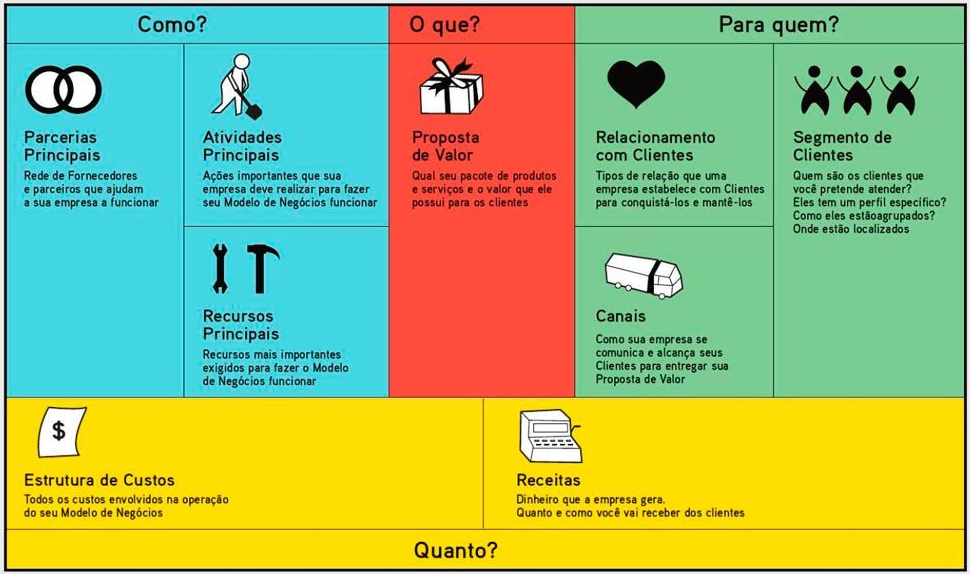 Como?
O que?
Para quem?
Parcerias
Principais
Rede de Fornecedores
e parceiros que ajudam
a sua empresa a funcionar
Atividades
Principais
Ações importantes que sua
empresa deve realizar para fazer
seu Modelo de Negócios funcionar
Recursos
Principais
Recursos mais importantes
exigidos para fazer o Modelo
de Negócios funcionar
Proposta
de Valor
Qual seu pacote de produtos
e serviços e o valor que ele
possui para os clientes
Relacionamento
com Clientes
Tipos de relação que uma
empresa estabelece com Clientes
para conquistá-los e mantê-los
Canais
Como sua empresa se
comunica e alcança seus
Clientes para entregar sua
Proposta de Valor
Segmento de
Clientes
Quem são os clientes que
você pretende atender?
Eles tem um perfil específico?
Como eles estãoagrupados?
Onde estão localizados
$
Estrutura de Custos
Todos os custos envolvidos na operação
do seu Modelo de Negócios
Receitas
Dinheiro que a empresa gera.
Quanto e como você vai receber dos clientes
Quanto?